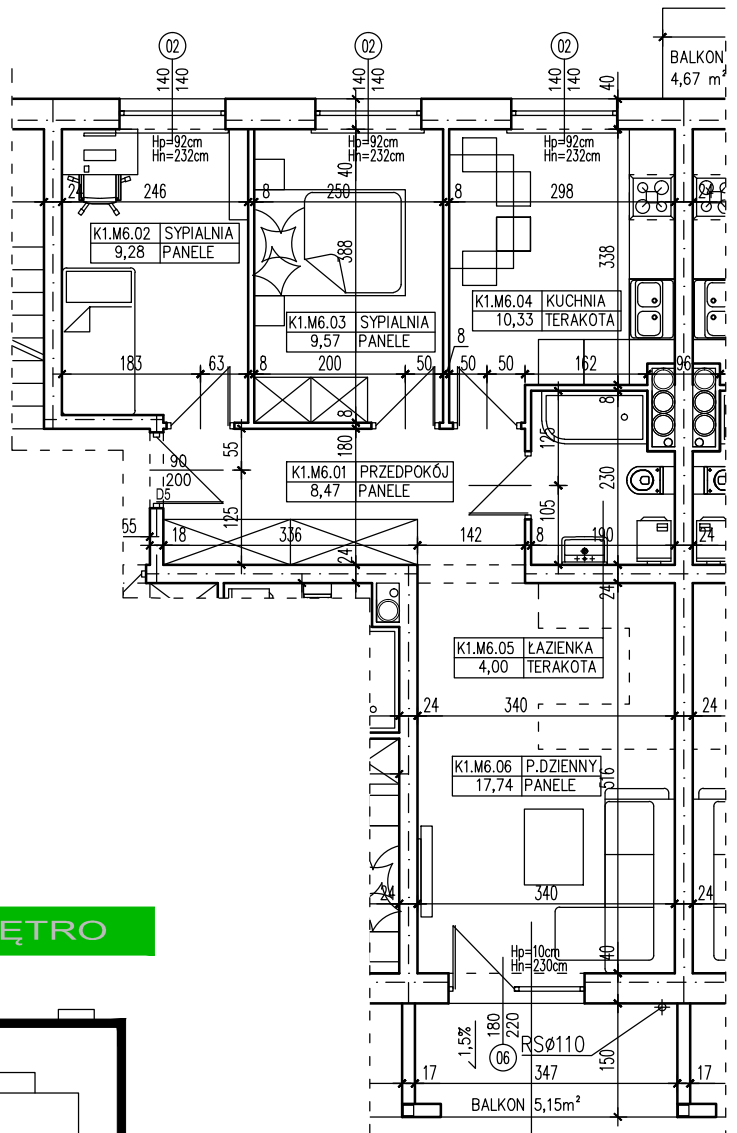 02
02
02
BALKON
4,67 m²
140
140
140
140
140
140
40
Hp=92cm
Hn=232cm
Hp=92cm
Hn=232cm
Hp=92cm
Hn=232cm
40
24
246
8
250
8
298
24
K1.M6.02 SYPIALNIA
9,28 PANELE
388
338
K1.M6.03 SYPIALNIA
9,57 PANELE
K1.M6.04 KUCHNIA
10,33 TERAKOTA
8
183
63
8
200
50
50
50
162
96
8
8
55
180
125
230
90
200
D5
K1.M6.01 PRZEDPOKÓJ
8,47 PANELE
125
105
55
18
336
142
8
190
24
24
24
K1.M6.05 ŁAZIENKA
4,00 TERAKOTA
24
340
24
K1.M6.06 P.DZIENNY
17,74 PANELE
516
24
340
24
ĘTRO
Hp=10cm
Hn=230cm
40
1,5%
180
220
06
RSø110
150
17
347
17
BALKON 5,15m²